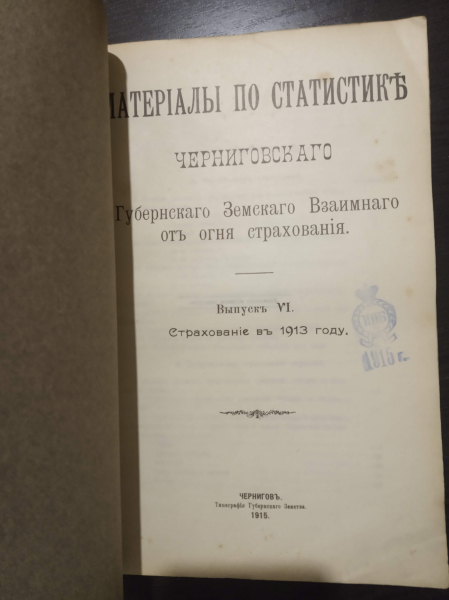 МАТЕРІАЛЫ ПО СТАТИСТИКѢ
ЧЕРНИГОВСКАГО
Губернскаго Земскаго Взаимнаго
отъ огня страхованія.
Выпускъ VI.
Страхованіе въ 1913 году.
1915 г.
ЧЕРНИГОВЪ.
Типографія Губернскаго Земства.
1915.